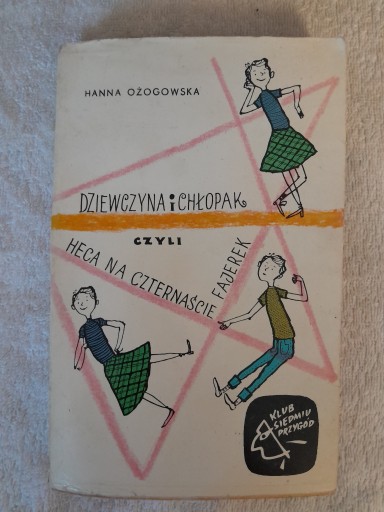 HANNA OŻOGOWSKA
DZIEWCZYNA i CHŁOPAK
CZYLI
HECA NA CZTERNAŚCIE
FAJEREK
KLUB
SIEDMIU
PRZYGÓD